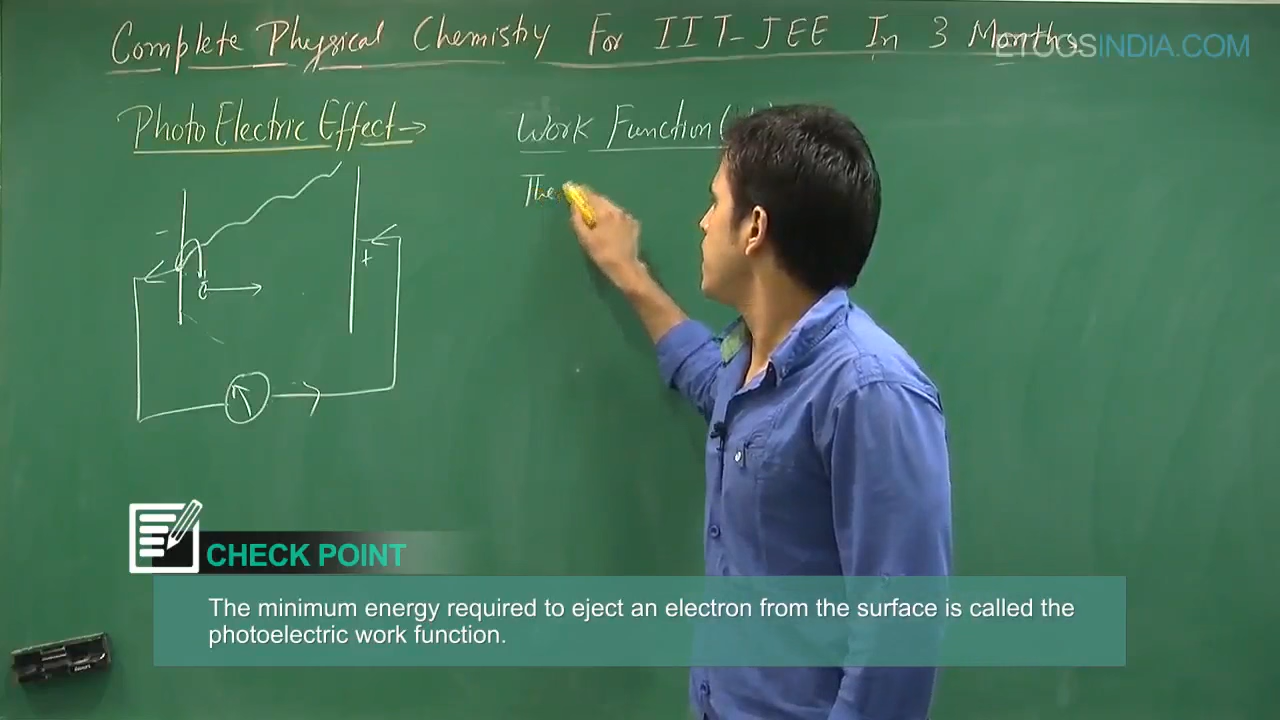 Complete Physical Chemistry For IIT-JEE In 3 Months
ETOOSINDIA.COM
Photo Electric Effect→
Work Function(
The
-
+
e
CHECK POINT
The minimum energy required to eject an electron from the surface is called the
photoelectric work function.